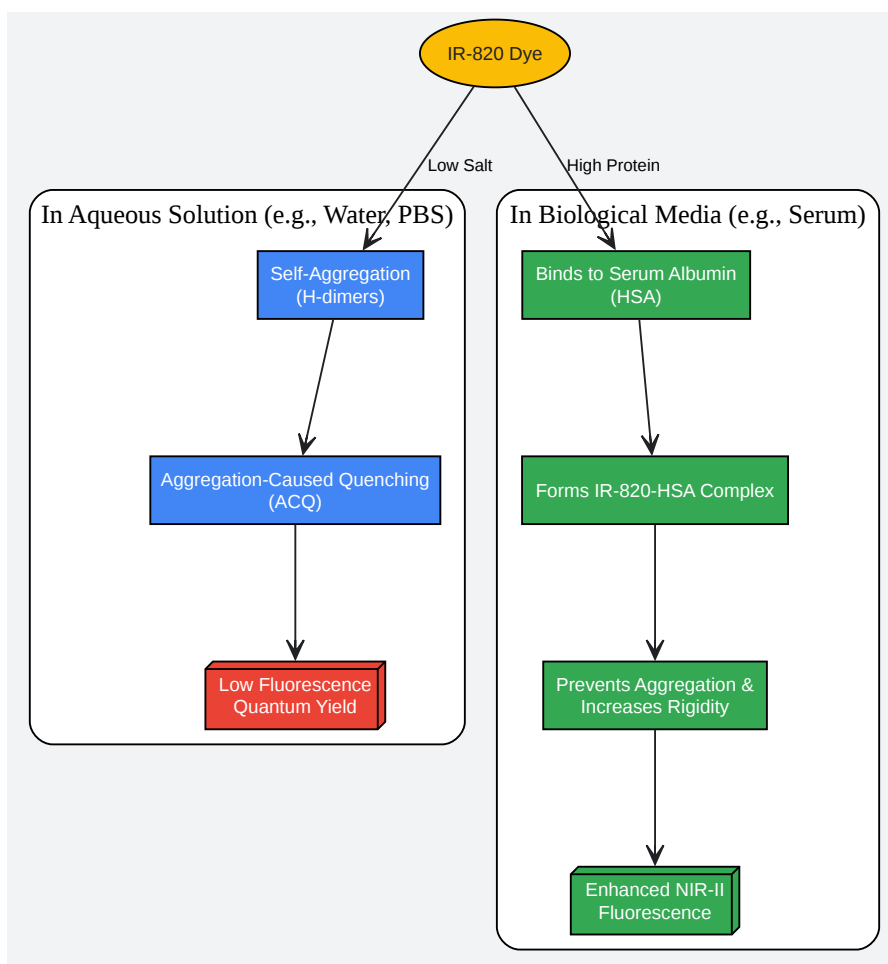 IR-820 Dye
Low Salt
High Protein
In Aqueous Solution (e.g., Water, PBS)
Self-Aggregation
(H-dimers)
Aggregation-Caused Quenching
(ACQ)
Low Fluorescence
Quantum Yield
In Biological Media (e.g., Serum)
Binds to Serum Albumin
(HSA)
Forms IR-820-HSA Complex
Prevents Aggregation &
Increases Rigidity
Enhanced NIR-II
Fluorescence